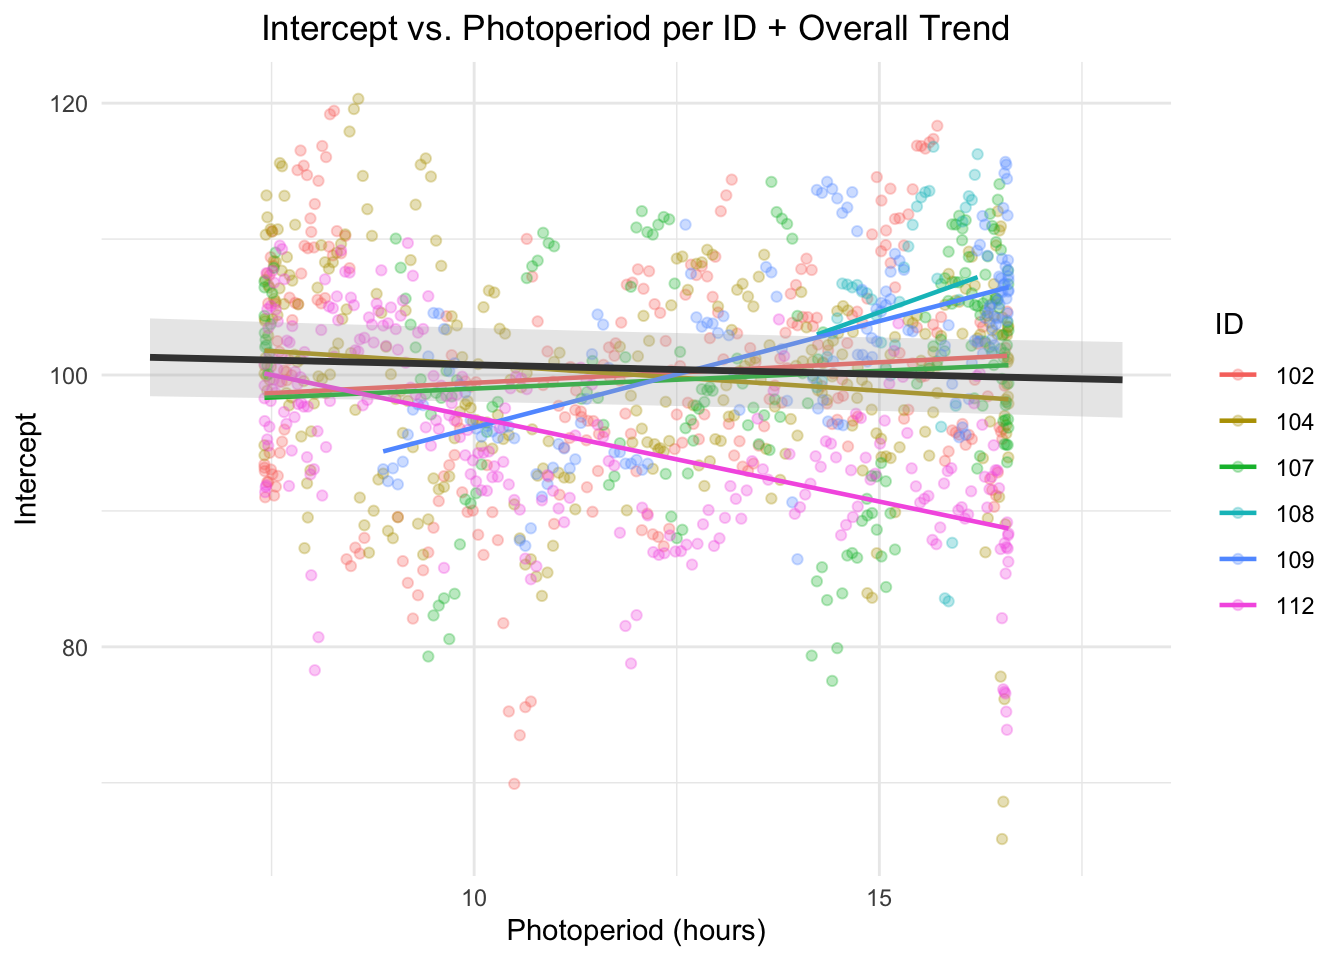 Intercept vs. Photoperiod per ID + Overall Trend
120
100
80
Intercept
10
15
Photoperiod (hours)
ID
102
104
107
108
109
112